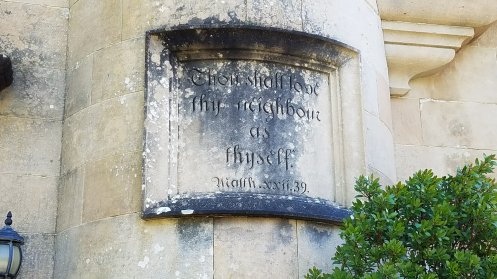 Thou shalt love
thy neighbour
as
thyself.
Matth. XXII. 39.